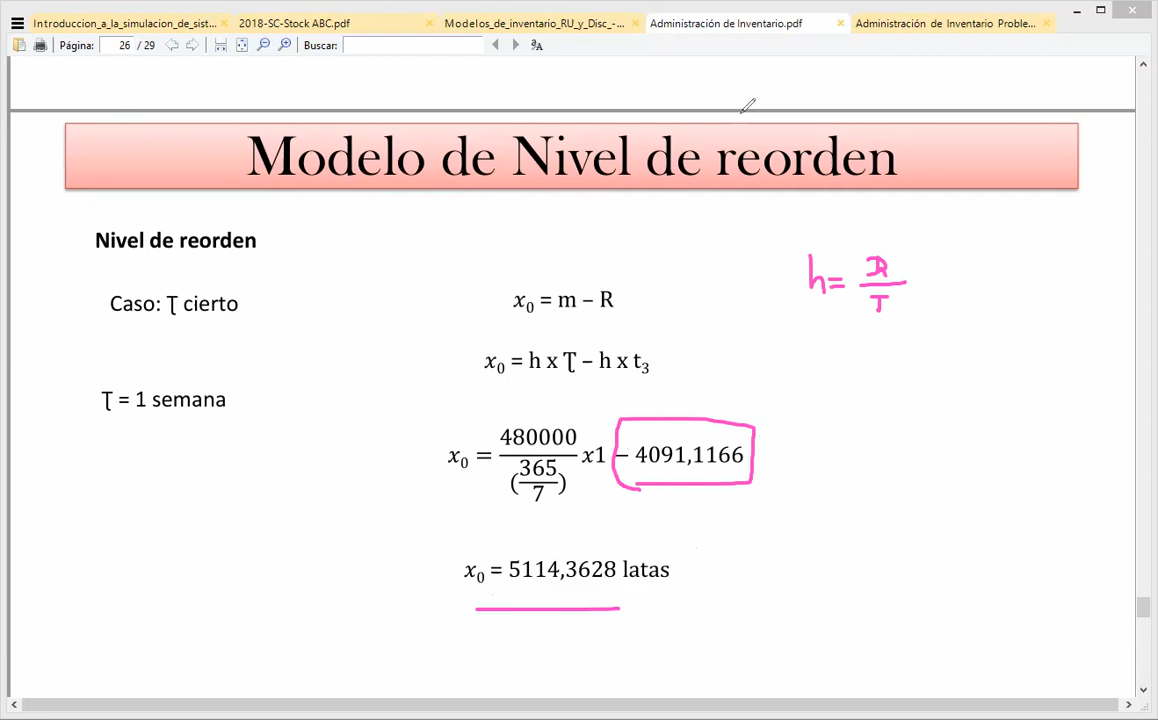 Introduccion_a_la_simulacion_de_sist... × 2018-SC-Stock ABC.pdf × Modelos_de_inventario_RU_y_Disc_-... × Administración de Inventario.pdf × Administración de Inventario Proble... ×
Página: 26 / 29 Buscar:
Modelo de Nivel de reorden
Nivel de reorden
h = R/T
Caso: Ʈ cierto
x₀ = m – R
x₀ = h x Ʈ – h x t₃
Ʈ = 1 semana
x₀ = 480000/(365/7) x1 – 4091,1166
x₀ = 5114,3628 latas